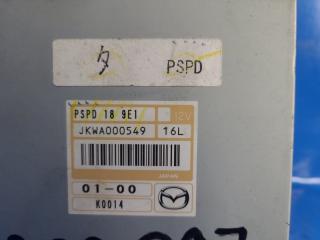 タ PSPD
PSPD 18 9E1 12V
JKWA000549 16L
JAPAN
01-00
K0014